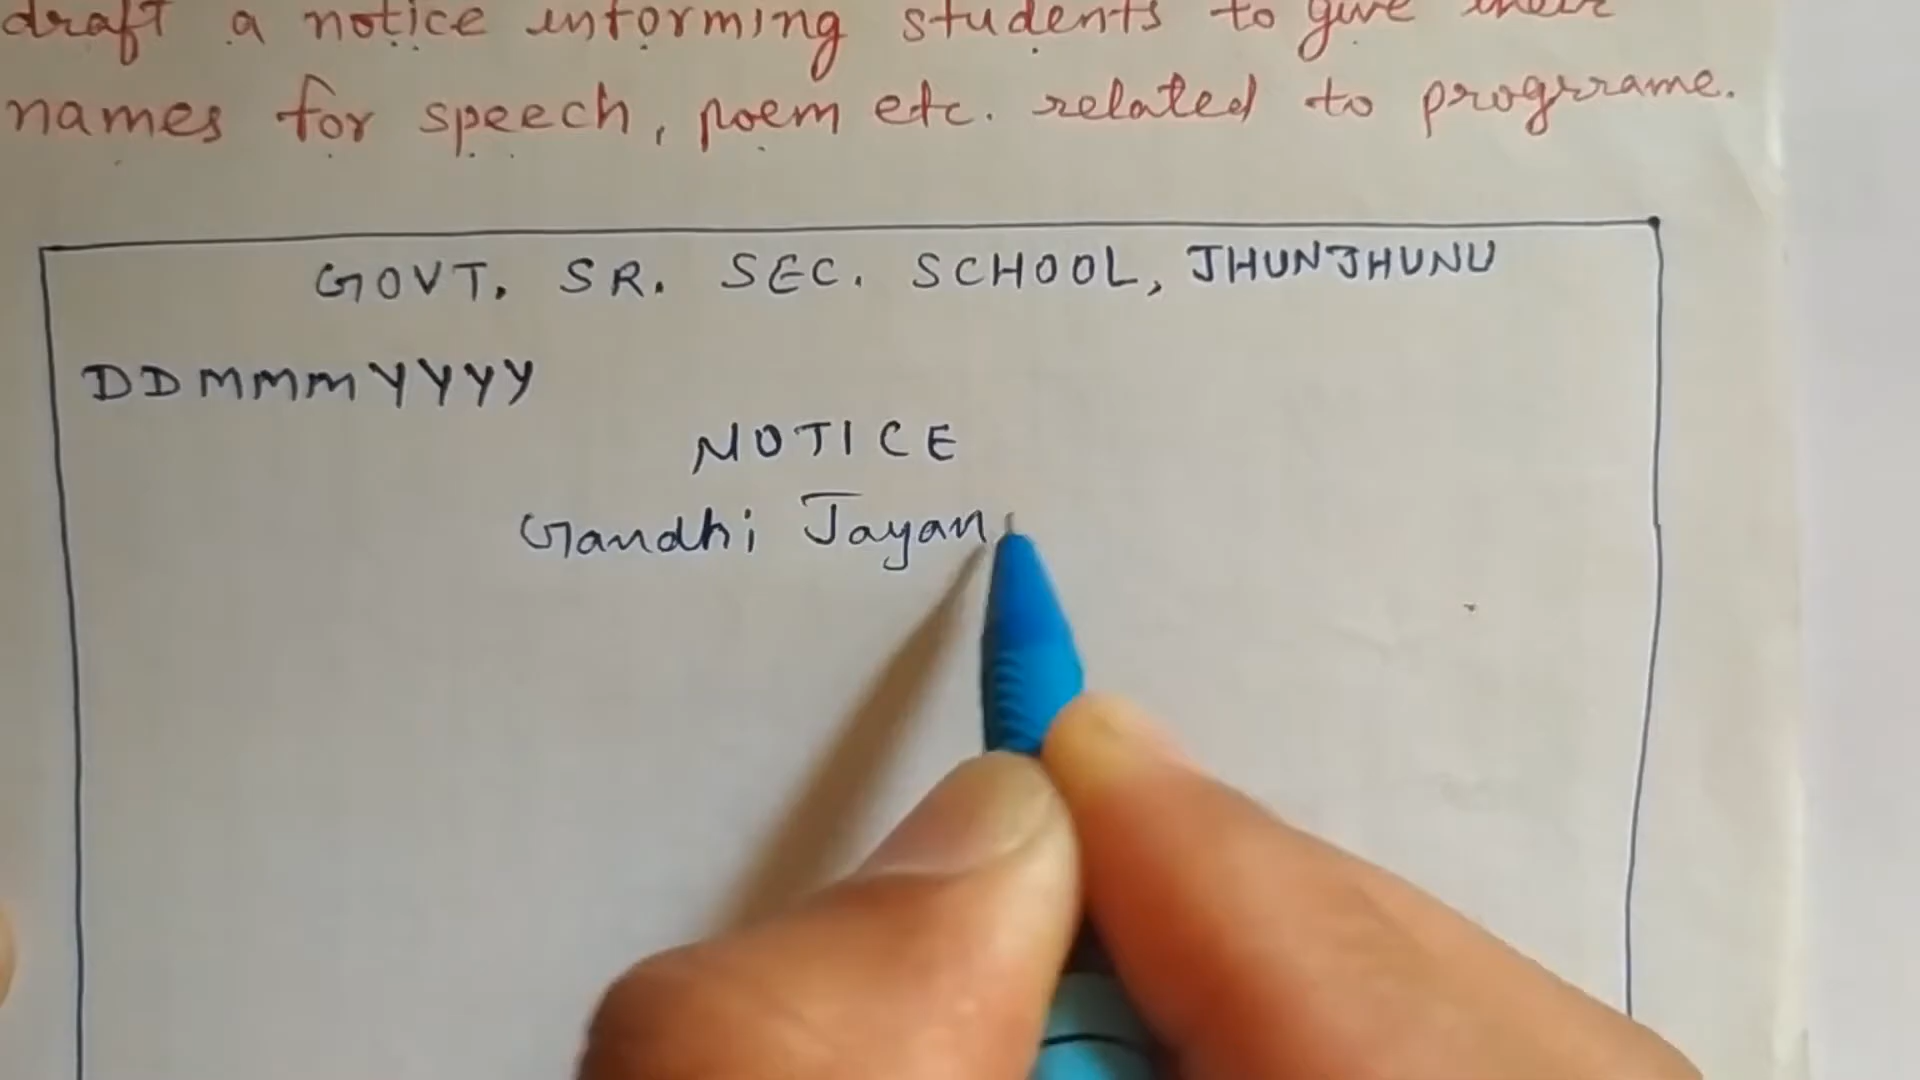 draft a notice informing students to give their
names for speech, poem etc. related to progrrame.
GOVT. SR. SEC. SCHOOL, JHUNJHUNU
DDMMMYYYY
NOTICE
Gandhi Jayan